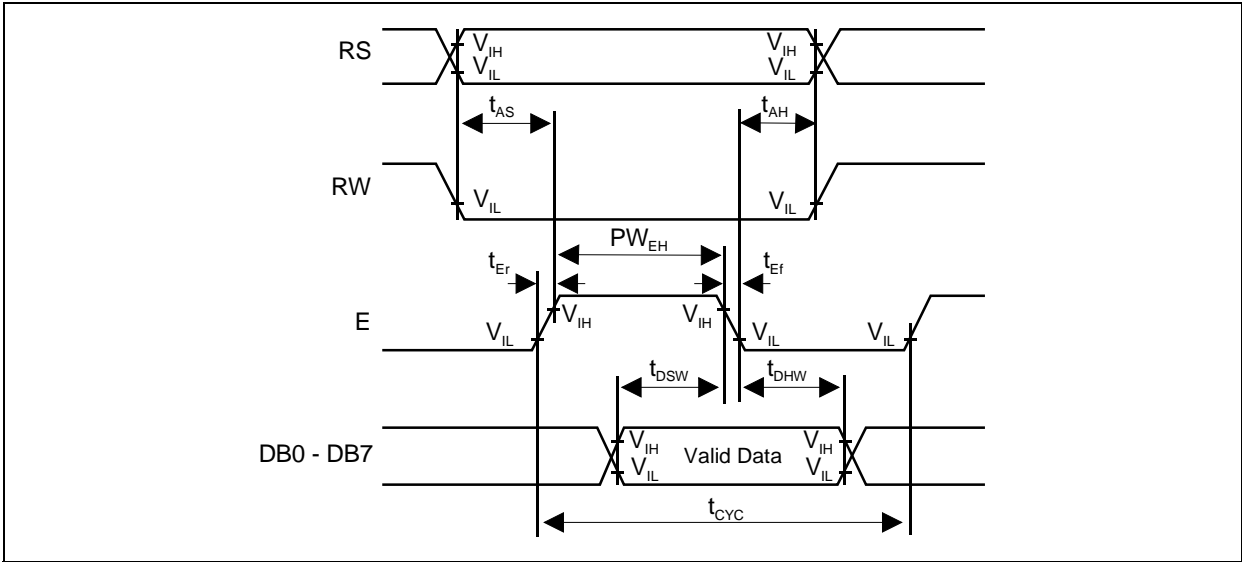 RS V_IH V_IH
V_IL V_IL
t_AS t_AH
RW
V_IL V_IL
PW_EH
t_Er t_Ef
E V_IH V_IH
V_IL V_IL V_IL
t_DSW t_DHW
DB0 - DB7 V_IH Valid Data V_IH
V_IL V_IL
t_CYC